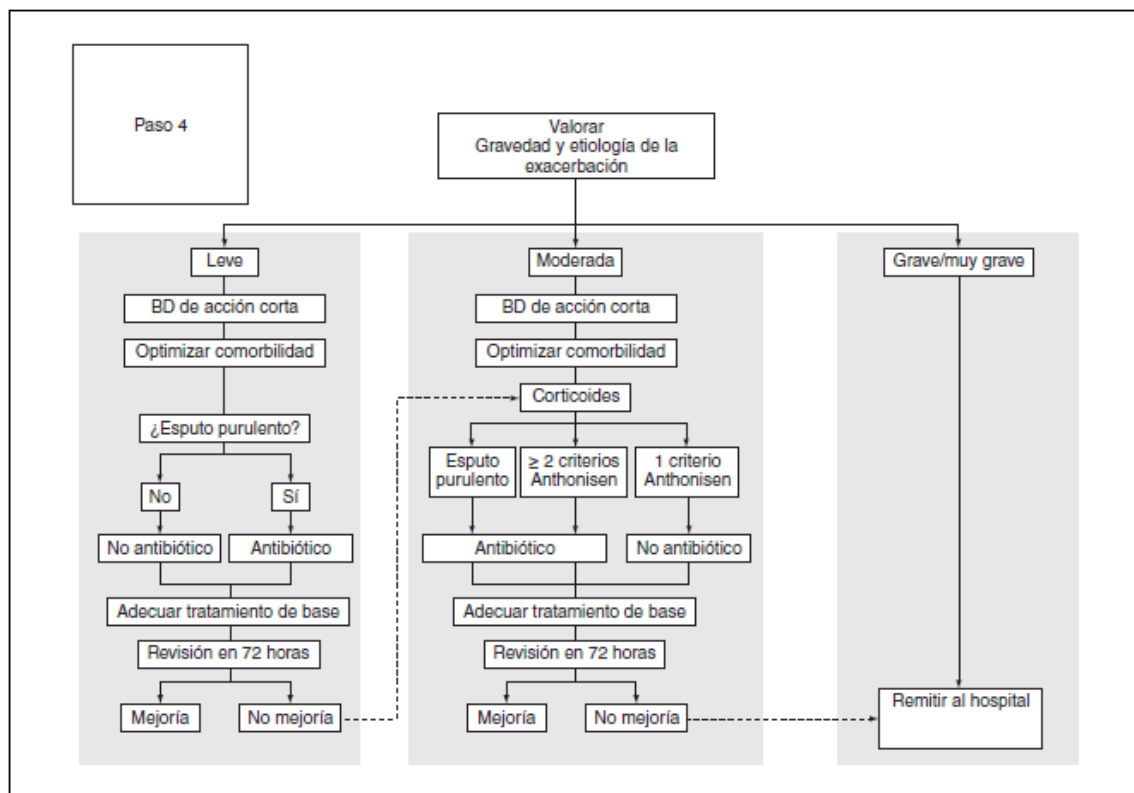 Paso 4
Valorar
Gravedad y etiología de la
exacerbación
Leve
BD de acción corta
Optimizar comorbilidad
¿Esputo purulento?
No
Sí
No antibiótico
Antibiótico
Adecuar tratamiento de base
Revisión en 72 horas
Mejoría
No mejoría
Moderada
BD de acción corta
Optimizar comorbilidad
Corticoides
Esputo
purulento
≥ 2 criterios
Anthonisen
1 criterio
Anthonisen
Antibiótico
No antibiótico
Adecuar tratamiento de base
Revisión en 72 horas
Mejoría
No mejoría
Grave/muy grave
Remitir al hospital